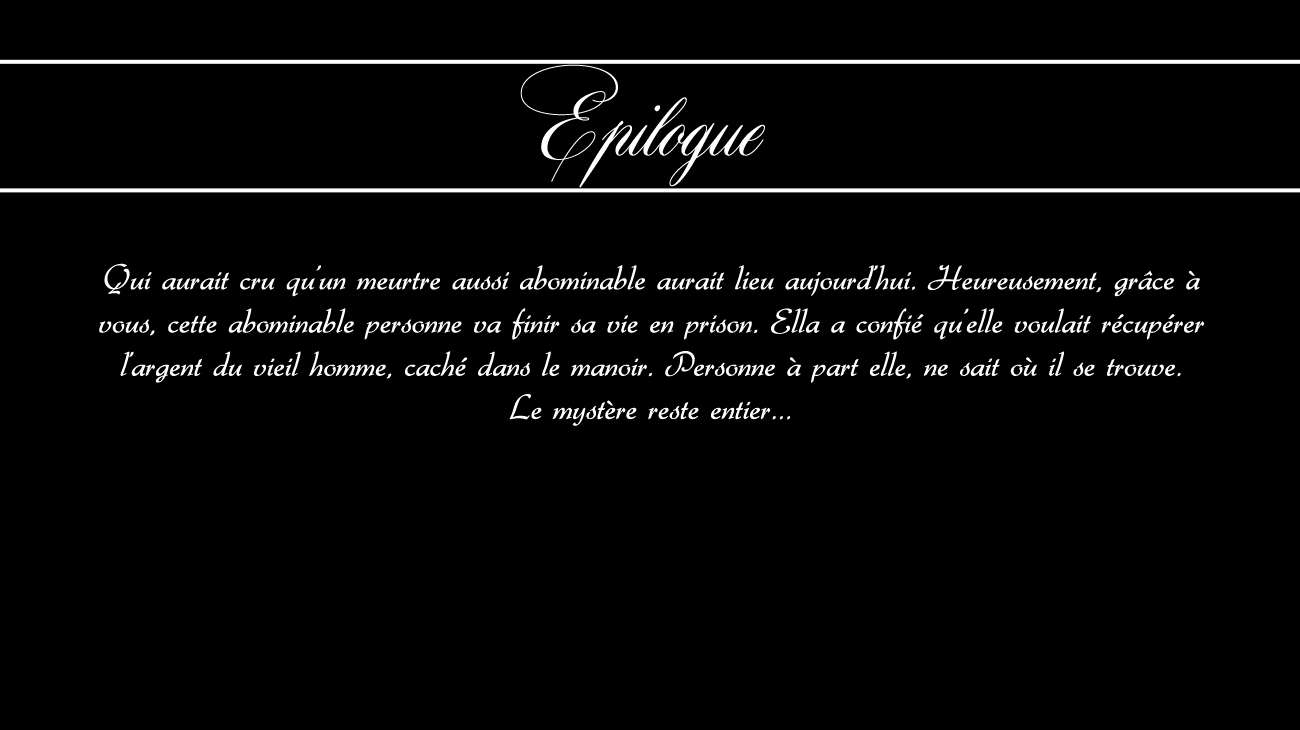 Epilogue
Qui aurait cru qu'un meurtre aussi abominable aurait lieu aujourd'hui. Heureusement, grâce à
vous, cette abominable personne va finir sa vie en prison. Ella a confié qu'elle voulait récupérer
l'argent du vieil homme, caché dans le manoir. Personne à part elle, ne sait où il se trouve.
Le mystère reste entier...